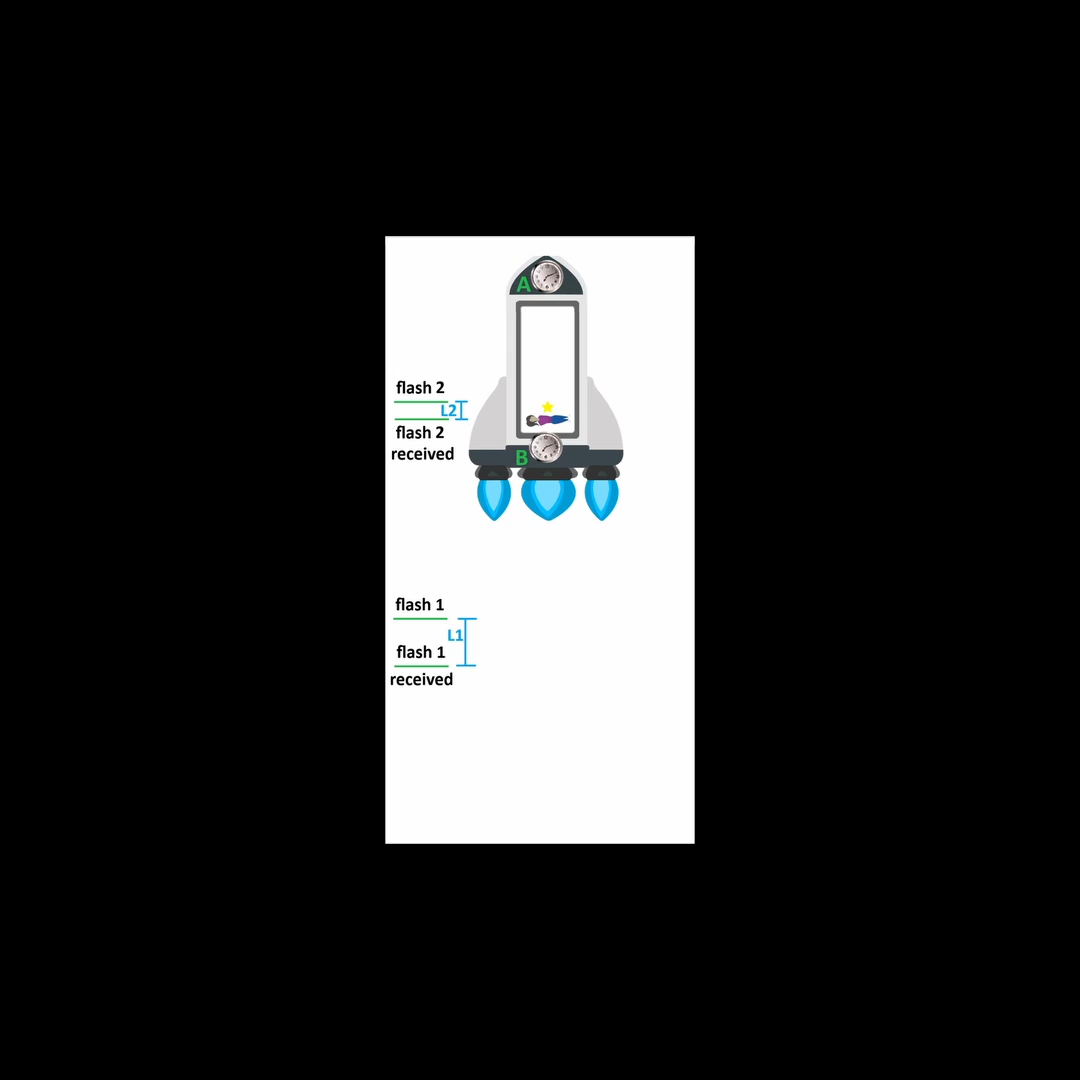 A
flash 2
L2
flash 2
received
B
flash 1
L1
flash 1
received